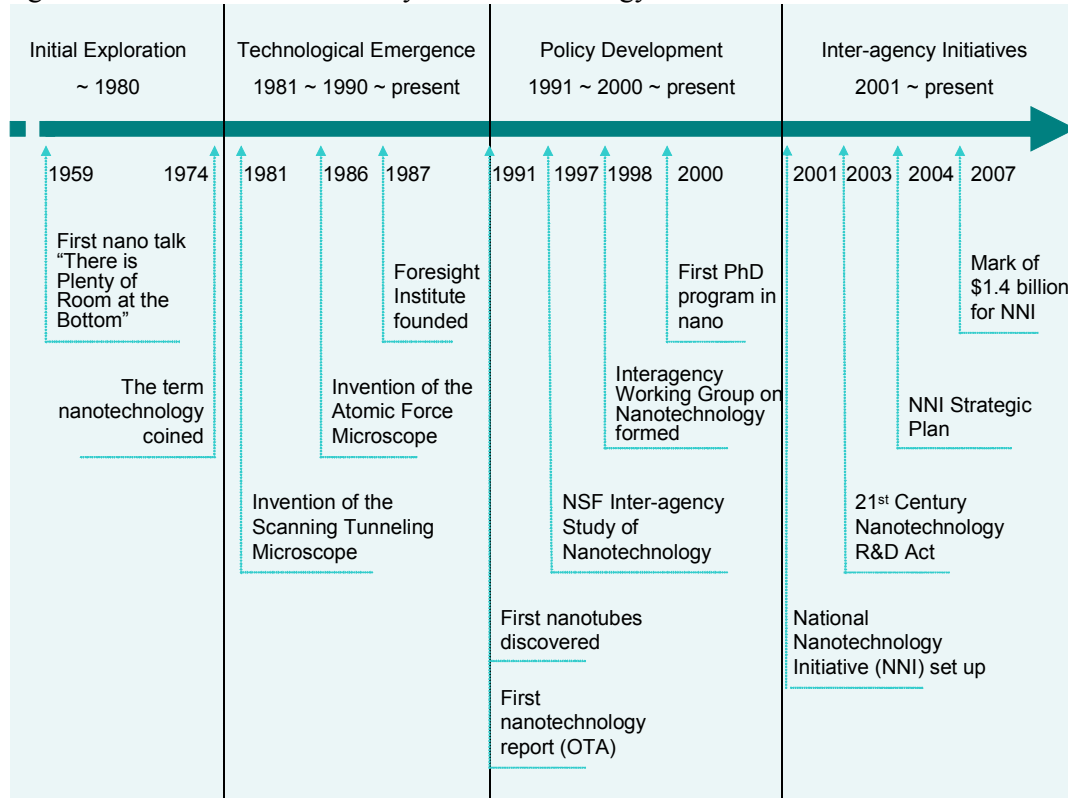 Initial Exploration
~ 1980
Technological Emergence
1981 ~ 1990 ~ present
Policy Development
1991 ~ 2000 ~ present
Inter-agency Initiatives
2001 ~ present
1959
1974
1981
1986
1987
1991
1997
1998
2000
2001
2003
2004
2007
First nano talk
“There is
Plenty of
Room at the
Bottom”
The term
nanotechnology
coined
Foresight
Institute
founded
Invention of the
Atomic Force
Microscope
Invention of the
Scanning Tunneling
Microscope
First PhD
program in
nano
Interagency
Working Group on
Nanotechnology
formed
NSF Inter-agency
Study of
Nanotechnology
First nanotubes
discovered
First
nanotechnology
report (OTA)
Mark of
$1.4 billion
for NNI
NNI Strategic
Plan
21st Century
Nanotechnology
R&D Act
National
Nanotechnology
Initiative (NNI) set up